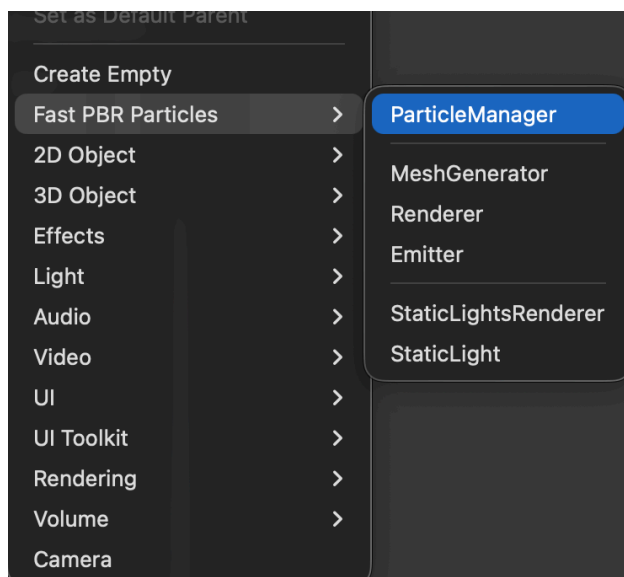 Set as Default Parent
Create Empty
Fast PBR Particles
2D Object
3D Object
Effects
Light
Audio
Video
UI
UI Toolkit
Rendering
Volume
Camera
ParticleManager
MeshGenerator
Renderer
Emitter
StaticLightsRenderer
StaticLight